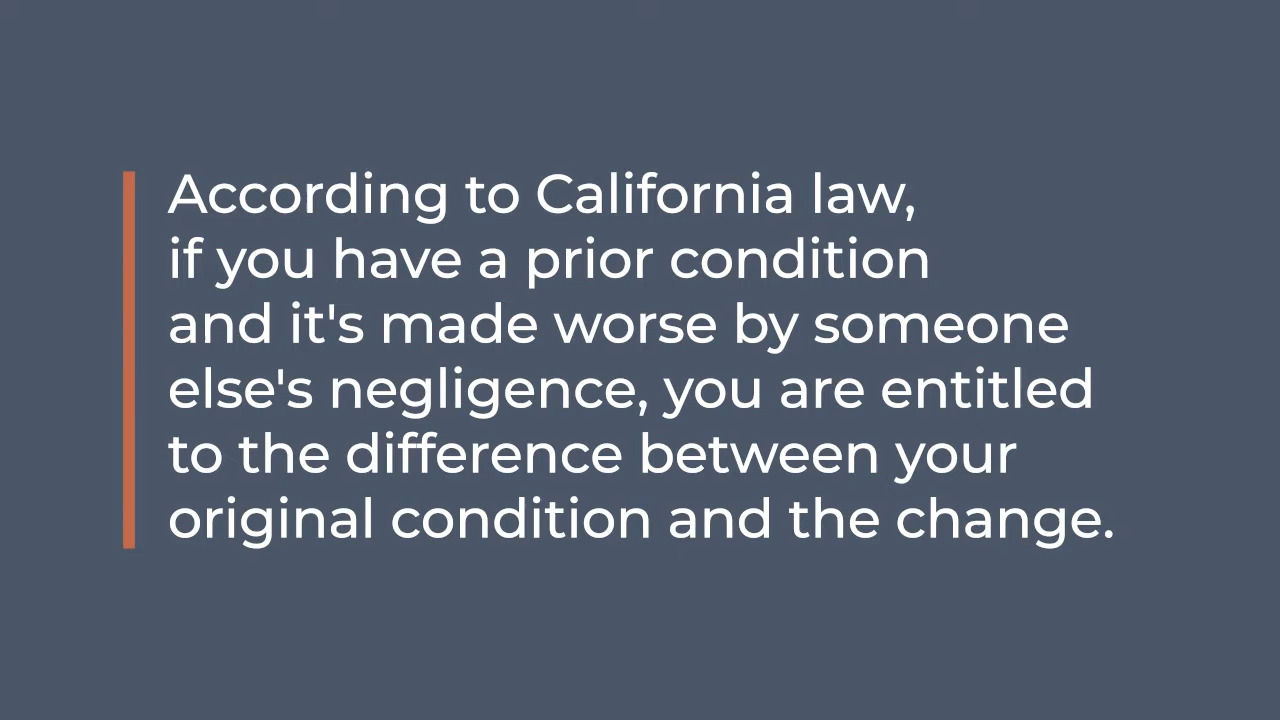 According to California law,
if you have a prior condition
and it's made worse by someone
else's negligence, you are entitled
to the difference between your
original condition and the change.